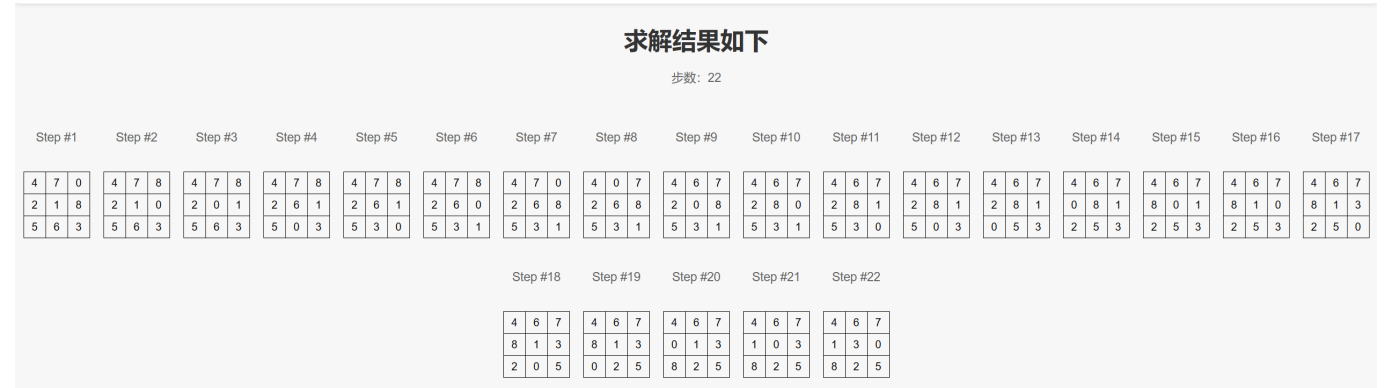 求解结果如下
步数：22
Step #1 Step #2 Step #3 Step #4 Step #5 Step #6 Step #7 Step #8 Step #9 Step #10 Step #11 Step #12 Step #13 Step #14 Step #15 Step #16 Step #17
4 7 0 4 7 8 4 7 8 4 7 8 4 7 8 4 7 8 4 7 0 4 0 7 4 6 7 4 6 7 4 6 7 4 6 7 4 6 7 4 6 7 4 6 7 4 6 7 4 6 7
2 1 8 2 1 0 2 0 1 2 6 1 2 6 1 2 6 0 2 6 8 2 6 8 2 0 8 2 8 0 2 8 1 2 8 1 2 8 1 0 8 1 8 0 1 8 1 0 8 1 3
5 6 3 5 6 3 5 6 3 5 0 3 5 3 0 5 3 1 5 3 1 5 3 1 5 3 1 5 3 1 5 3 0 5 0 3 0 5 3 2 5 3 2 5 3 2 5 3 2 5 0
Step #18 Step #19 Step #20 Step #21 Step #22
4 6 7 4 6 7 4 6 7 4 6 7 4 6 7
8 1 3 8 1 3 0 1 3 1 0 3 1 3 0
2 0 5 0 2 5 8 2 5 8 2 5 8 2 5